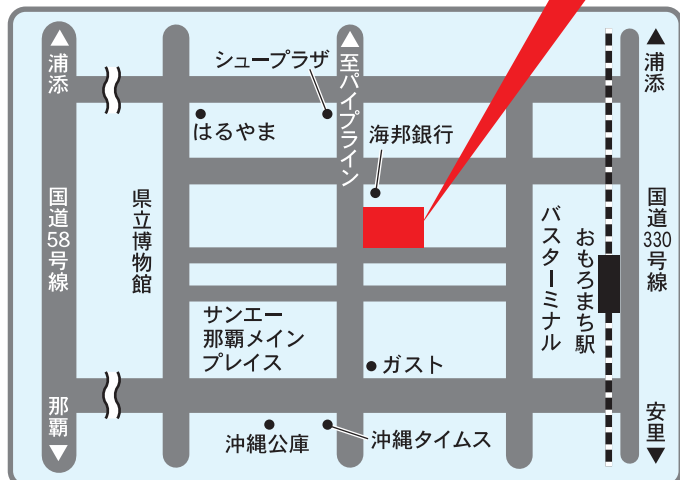 ▲浦添
国道58号線
那覇▼
県立博物館
シュープラザ
はるやま
▲至パイプライン
海邦銀行
サンエー
那覇メイン
プレイス
ガスト
沖縄公庫
沖縄タイムス
バスターミナル
おもろまち駅
▲浦添
国道330号線
安里▼